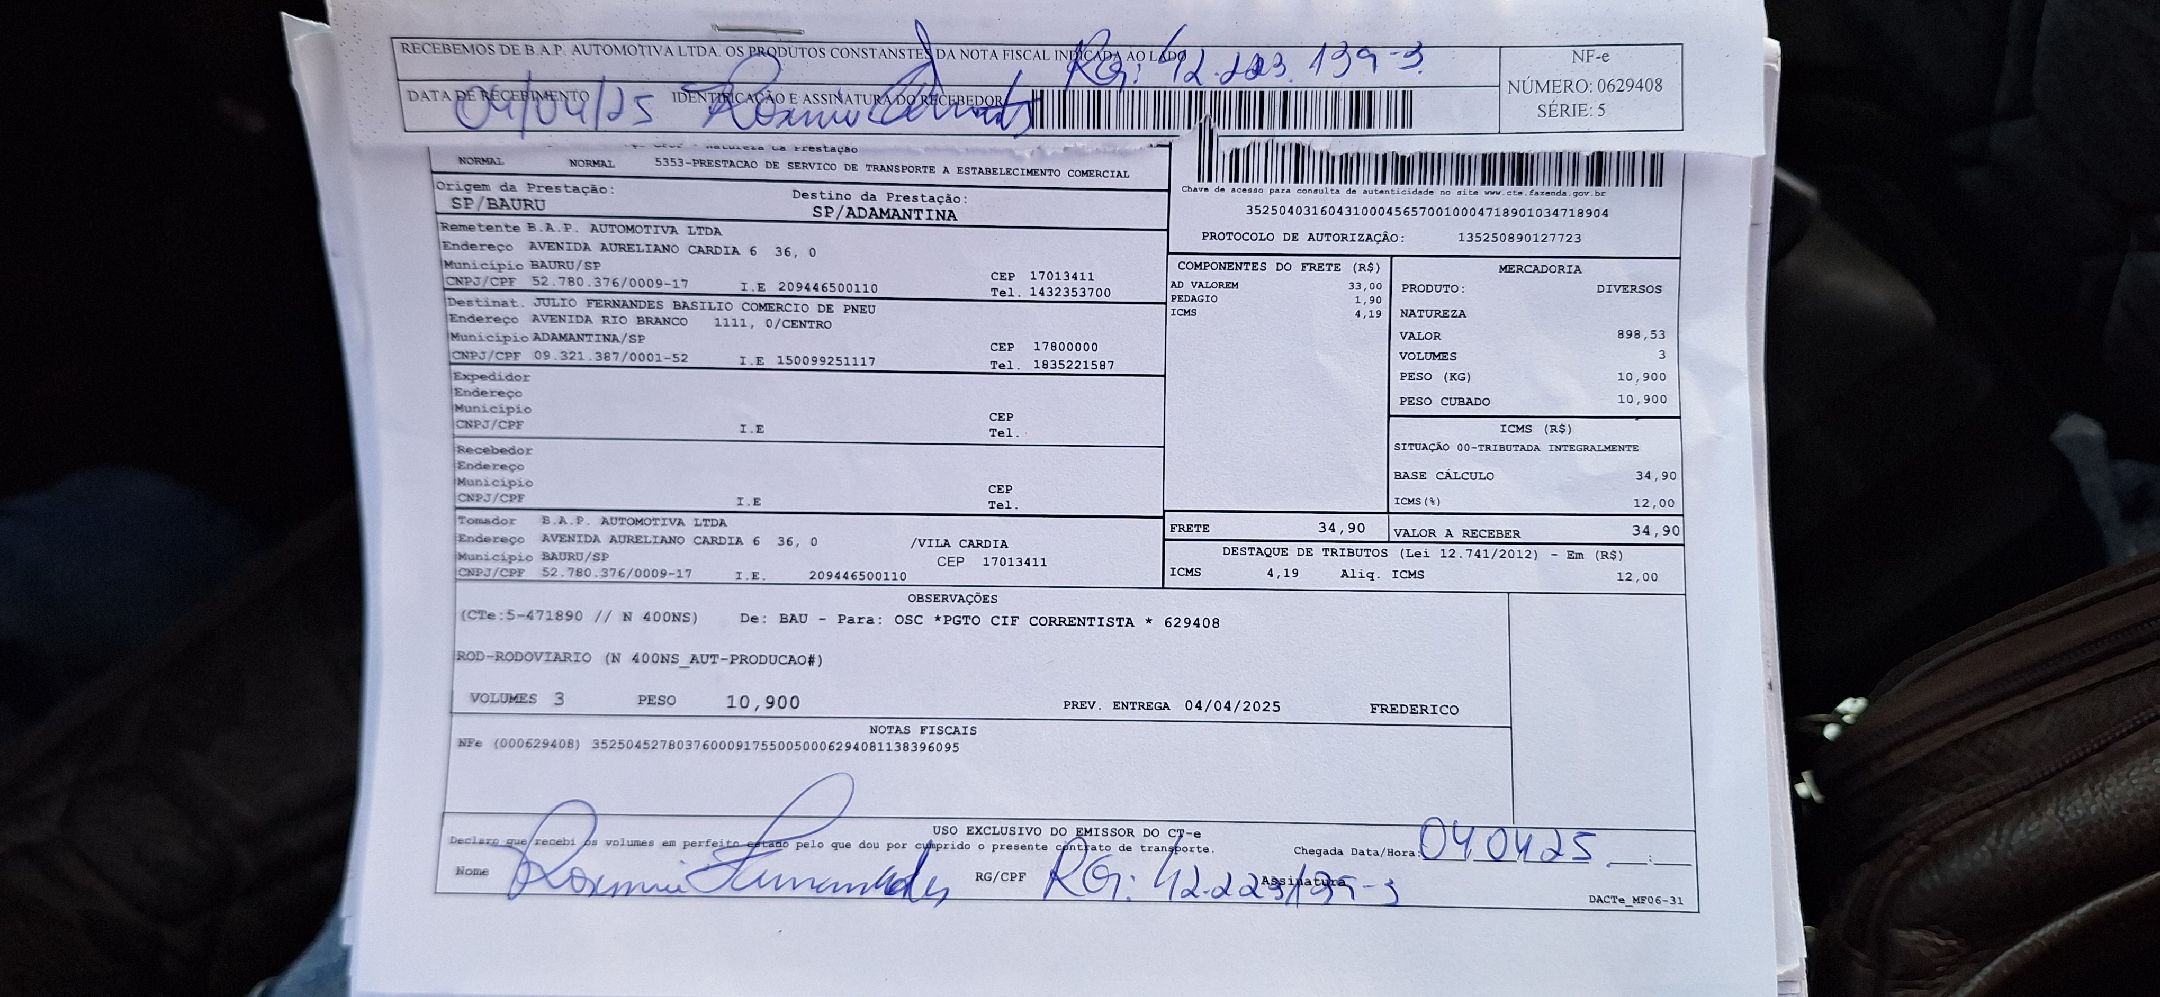 RECEBEMOS DE B.A.P. AUTOMOTIVA LTDA. OS PRODUTOS CONSTANSTES DA NOTA FISCAL INDICADA AO LADO
RG: 42.223.139-3
NF-e
NÚMERO: 0629408
SÉRIE: 5
DATA DE RECEBIMENTO
04/04/25
IDENTIFICAÇÃO E ASSINATURA DO RECEBEDOR
NORMAL NORMAL 5353-PRESTACAO DE SERVICO DE TRANSPORTE A ESTABELECIMENTO COMERCIAL
Origem da Prestação: Destino da Prestação:
SP/BAURU SP/ADAMANTINA
Chave de acesso para consulta de autenticidade no site www.cte.fazenda.gov.br
35250403160431000456570010004718901034718904
PROTOCOLO DE AUTORIZAÇÂO: 135250890127723
Remetente B.A.P. AUTOMOTIVA LTDA
Endereço AVENIDA AURELIANO CARDIA 6 36, 0
Município BAURU/SP CEP 17013411
CNPJ/CPF 52.780.376/0009-17 I.E 209446500110 Tel. 1432353700
Destinat. JULIO FERNANDES BASILIO COMERCIO DE PNEU
Endereço AVENIDA RIO BRANCO 1111, 0/CENTRO
Município ADAMANTINA/SP CEP 17800000
CNPJ/CPF 09.321.387/0001-52 I.E 150099251117 Tel. 1835221587
Expedidor
Endereço
Município CEP
CNPJ/CPF I.E Tel.
Recebedor
Endereço
Município CEP
CNPJ/CPF I.E Tel.
Tomador B.A.P. AUTOMOTIVA LTDA
Endereço AVENIDA AURELIANO CARDIA 6 36, 0 /VILA CARDIA
Município BAURU/SP CEP 17013411
CNPJ/CPF 52.780.376/0009-17 I.E. 209446500110
COMPONENTES DO FRETE (R$)
AD VALOREM 33,00
PEDAGIO 1,90
ICMS 4,19
MERCADORIA
PRODUTO: DIVERSOS
NATUREZA
VALOR 898,53
VOLUMES 3
PESO (KG) 10,900
PESO CUBADO 10,900
ICMS (R$)
SITUAÇÃO 00-TRIBUTADA INTEGRALMENTE
BASE CÁLCULO 34,90
ICMS(%) 12,00
FRETE 34,90 VALOR A RECEBER 34,90
DESTAQUE DE TRIBUTOS (Lei 12.741/2012) - Em (R$)
ICMS 4,19 Aliq. ICMS 12,00
OBSERVAÇÕES
(CTe:5-471890 // N 400NS) De: BAU - Para: OSC *PGTO CIF CORRENTISTA * 629408
ROD-RODOVIARIO (N 400NS_AUT-PRODUCAO#)
VOLUMES 3 PESO 10,900 PREV. ENTREGA 04/04/2025 FREDERICO
NOTAS FISCAIS
NFe (000629408) 35250452780376000917550050006294081138396095
USO EXCLUSIVO DO EMISSOR DO CT-e
Declaro que recebi os volumes em perfeito estado pelo que dou por cumprido o presente contrato de transporte. Chegada Data/Hora: 04 04 25
Nome Fernandes RG/CPF RG: 42.223139-3 Assinatura
DACTe_MF06-31